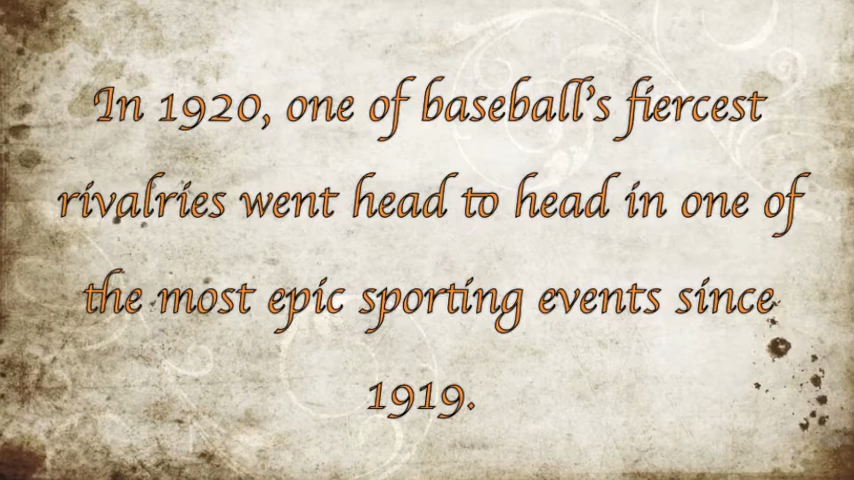 In 1920, one of baseball's fiercest
rivalries went head to head in one of
the most epic sporting events since
1919.